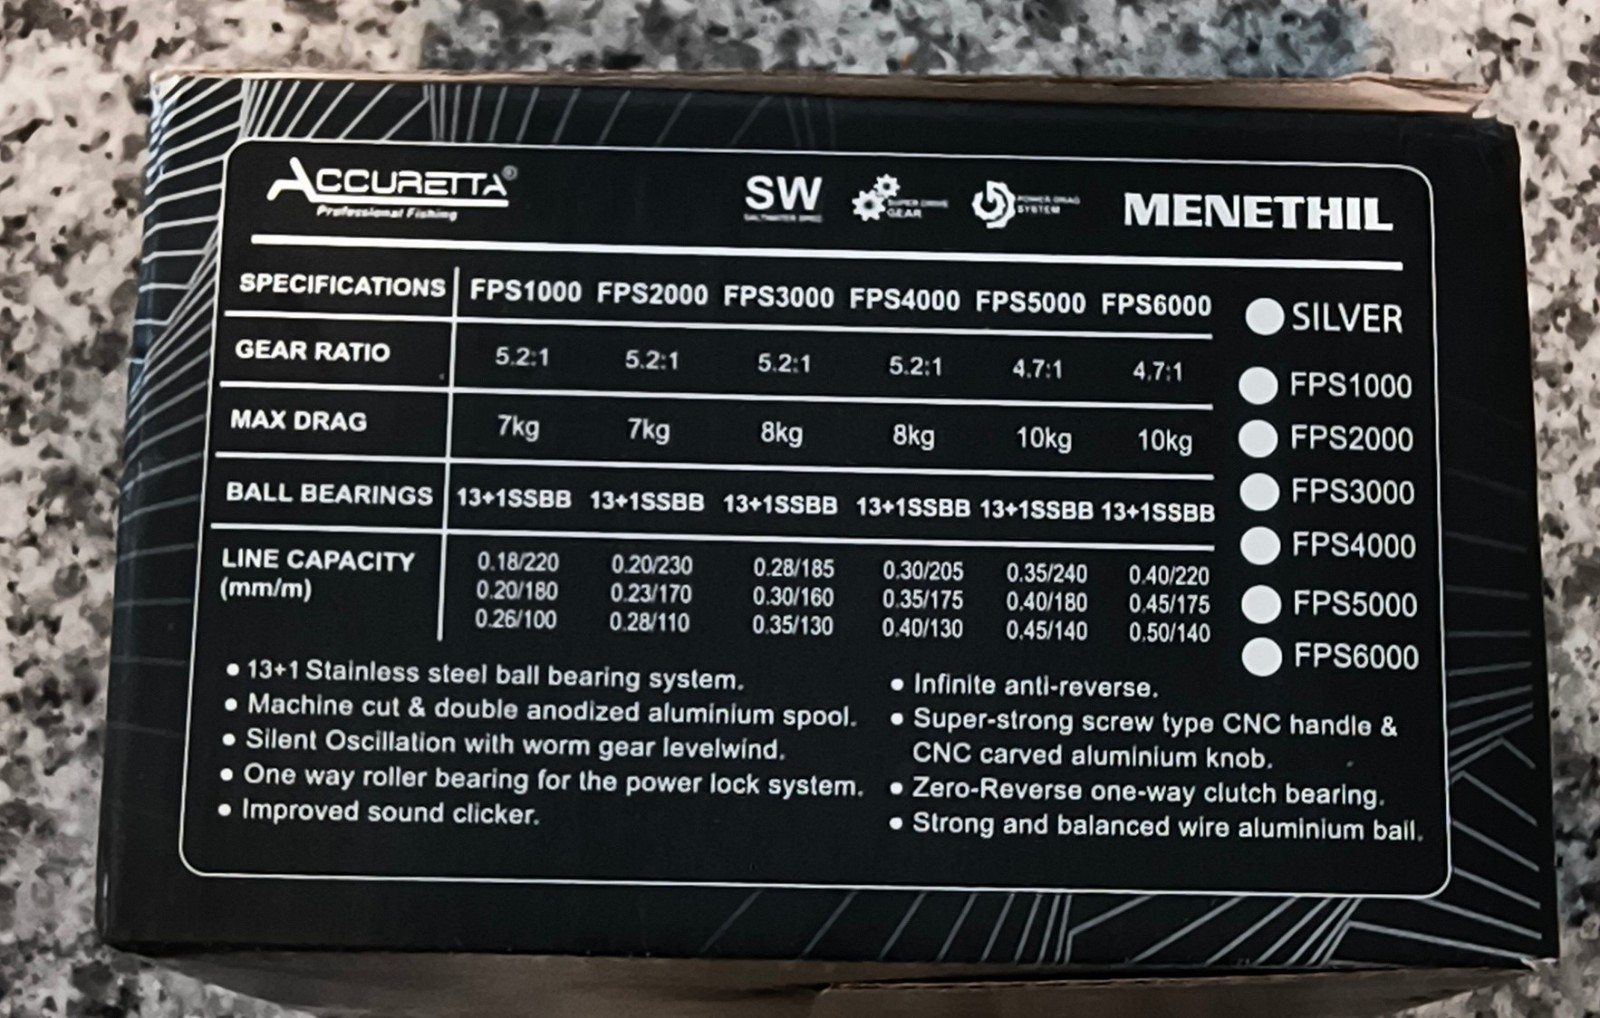 ACCURETTA®
Professional Fishing
SW
SALTWATER SPEC
SUPER DRIVE
GEAR
POWER DRAG
SYSTEM
MENETHIL
SPECIFICATIONS FPS1000 FPS2000 FPS3000 FPS4000 FPS5000 FPS6000
GEAR RATIO 5.2:1 5.2:1 5.2:1 5.2:1 4.7:1 4.7:1
MAX DRAG 7kg 7kg 8kg 8kg 10kg 10kg
BALL BEARINGS 13+1SSBB 13+1SSBB 13+1SSBB 13+1SSBB 13+1SSBB 13+1SSBB
LINE CAPACITY 0.18/220 0.20/230 0.28/185 0.30/205 0.35/240 0.40/220
(mm/m) 0.20/180 0.23/170 0.30/160 0.35/175 0.40/180 0.45/175
0.26/100 0.28/110 0.35/130 0.40/130 0.45/140 0.50/140
SILVER
FPS1000
FPS2000
FPS3000
FPS4000
FPS5000
FPS6000
• 13+1 Stainless steel ball bearing system.
• Machine cut & double anodized aluminium spool.
• Silent Oscillation with worm gear levelwind.
• One way roller bearing for the power lock system.
• Improved sound clicker.
• Infinite anti-reverse.
• Super-strong screw type CNC handle &
CNC carved aluminium knob.
• Zero-Reverse one-way clutch bearing.
• Strong and balanced wire aluminium bail.